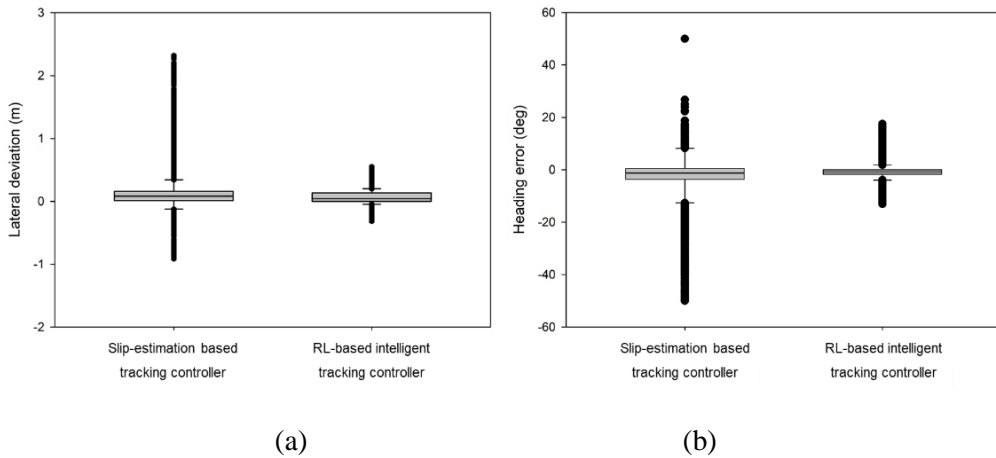 3
2
1
0
-1
-2
Lateral deviation (m)
Slip-estimation based
tracking controller
RL-based intelligent
tracking controller
(a)
60
40
20
0
-20
-40
-60
Heading error (deg)
Slip-estimation based
tracking controller
RL-based intelligent
tracking controller
(b)